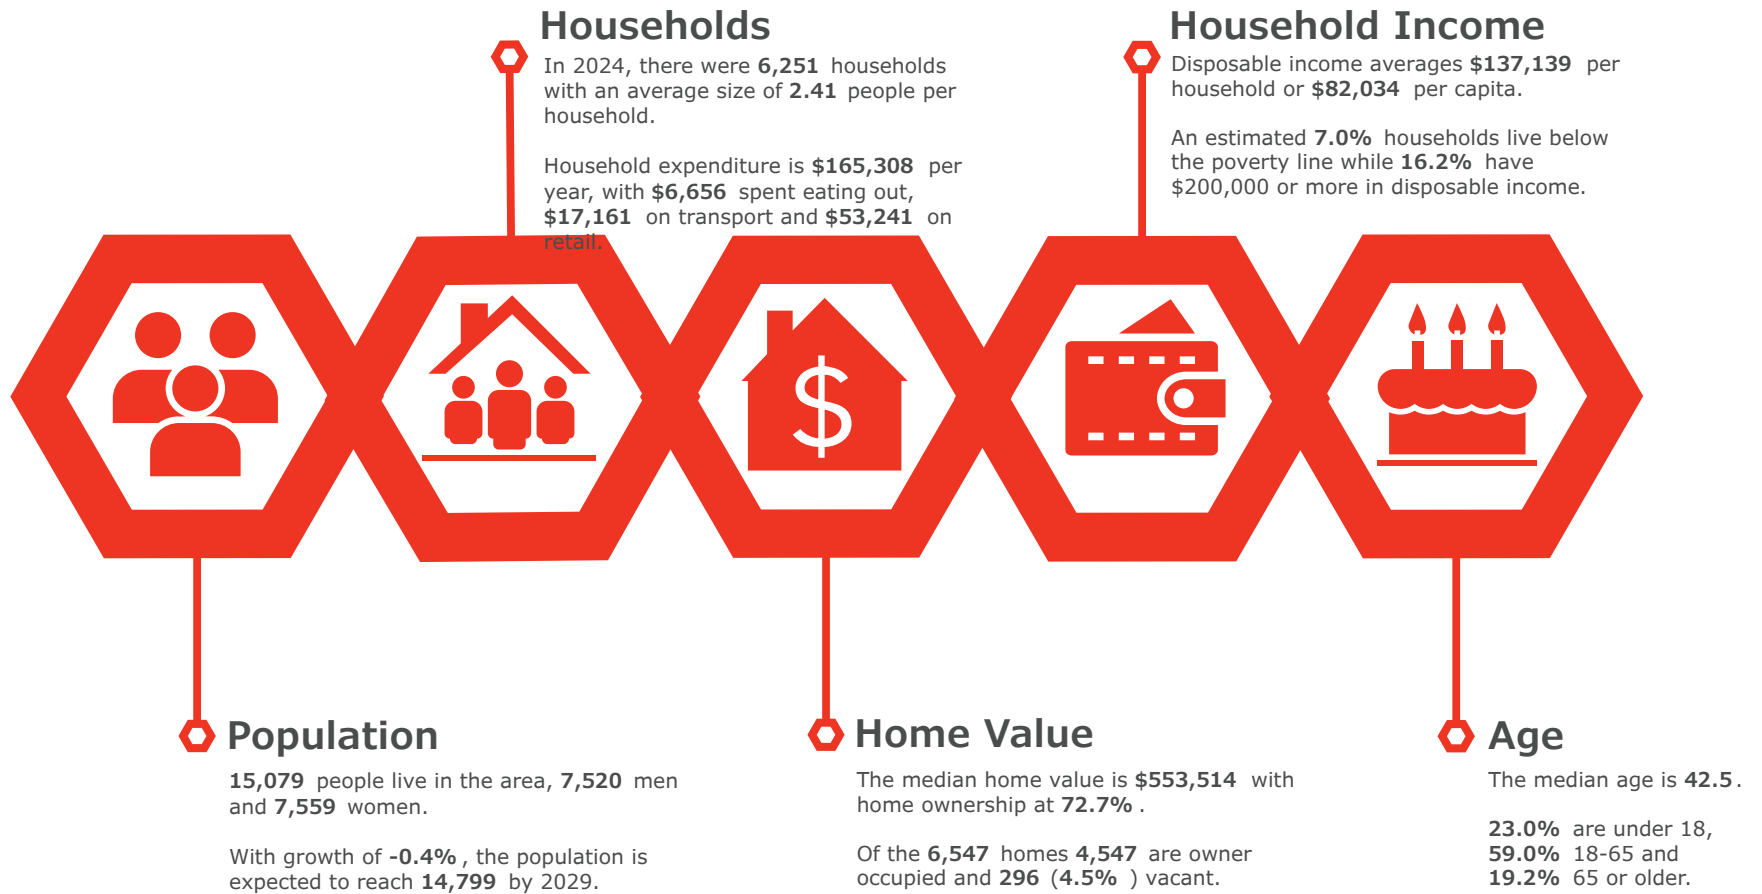 Households
In 2024, there were 6,251 households
with an average size of 2.41 people per
household.
Household expenditure is $165,308 per
year, with $6,656 spent eating out,
$17,161 on transport and $53,241 on
retail.
Household Income
Disposable income averages $137,139 per
household or $82,034 per capita.
An estimated 7.0% households live below
the poverty line while 16.2% have
$200,000 or more in disposable income.
$
Population
15,079 people live in the area, 7,520 men
and 7,559 women.
With growth of -0.4% , the population is
expected to reach 14,799 by 2029.
Home Value
The median home value is $553,514 with
home ownership at 72.7% .
Of the 6,547 homes 4,547 are owner
occupied and 296 (4.5% ) vacant.
Age
The median age is 42.5 .
23.0% are under 18,
59.0% 18-65 and
19.2% 65 or older.